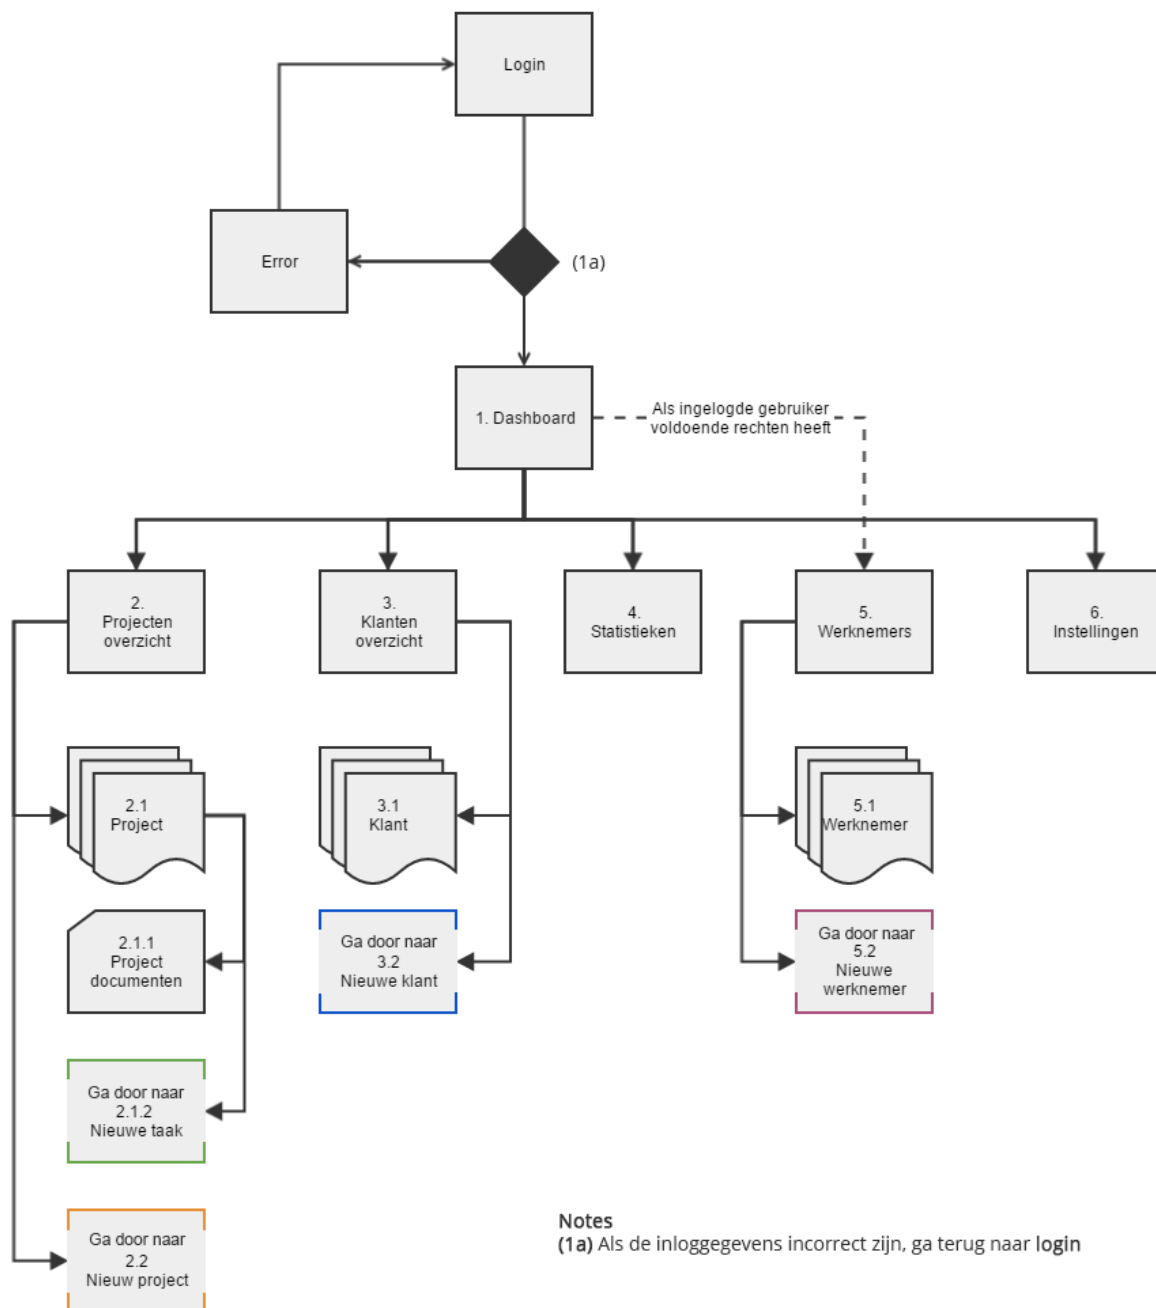 Login
Error
(1a)
1. Dashboard
Als ingelogde gebruiker
voldoende rechten heeft
2.
Projecten
overzicht
3.
Klanten
overzicht
4.
Statistieken
5.
Werknemers
6.
Instellingen
2.1
Project
3.1
Klant
5.1
Werknemer
2.1.1
Project
documenten
Ga door naar
3.2
Nieuwe klant
Ga door naar
5.2
Nieuwe
werknemer
Ga door naar
2.1.2
Nieuwe taak
Ga door naar
2.2
Nieuw project
Notes
(1a) Als de inloggegevens incorrect zijn, ga terug naar login